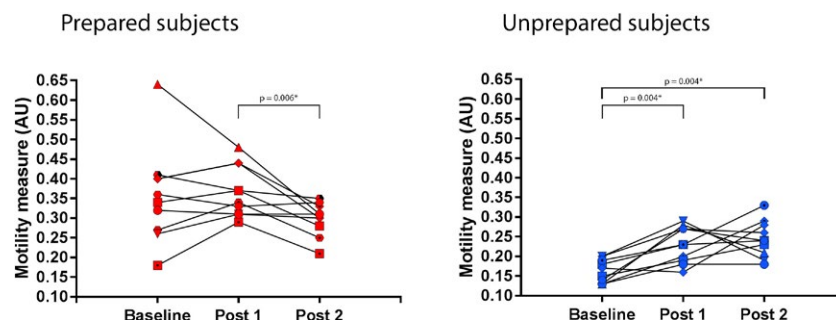 Prepared subjects
Motility measure (AU)
0.65
0.60
0.55
0.50
0.45
0.40
0.35
0.30
0.25
0.20
0.15
0.10
p = 0.006*
Baseline Post 1 Post 2
Unprepared subjects
Motility measure (AU)
0.65
0.60
0.55
0.50
0.45
0.40
0.35
0.30
0.25
0.20
0.15
0.10
p = 0.004*
p = 0.004*
Baseline Post 1 Post 2